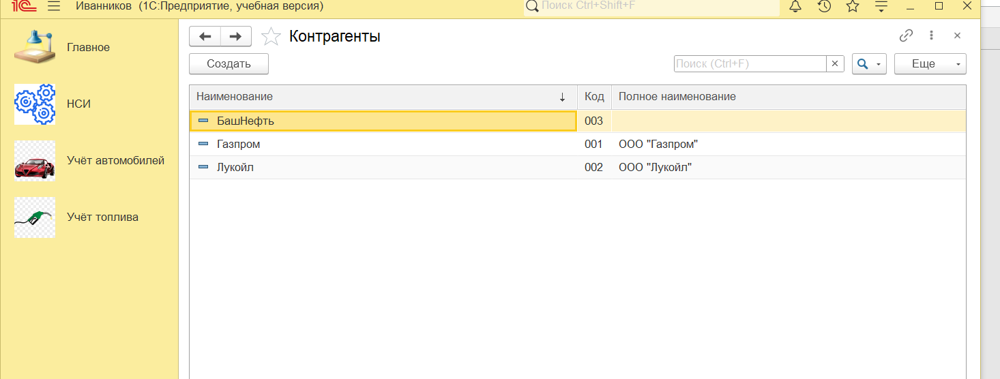 1С Иванников (1С:Предприятие, учебная версия) Поиск Ctrl+Shift+F
Главное
НСИ
Учёт автомобилей
Учёт топлива
Контрагенты
Создать Поиск (Ctrl+F) × Еще
Наименование ↓ Код Полное наименование
БашНефть 003
Газпром 001 ООО "Газпром"
Лукойл 002 ООО "Лукойл"